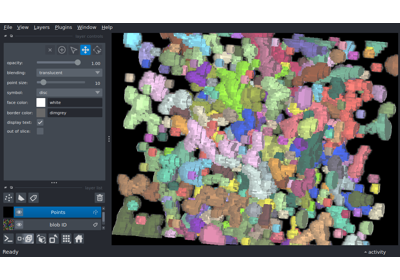 File View Layers Plugins Window Help
opacity: 1.00
blending: translucent
point size: 10
symbol: disc
face color: white
border color: dimgrey
display text: ✓
out of slice:
Points
blob ID
Ready
activity